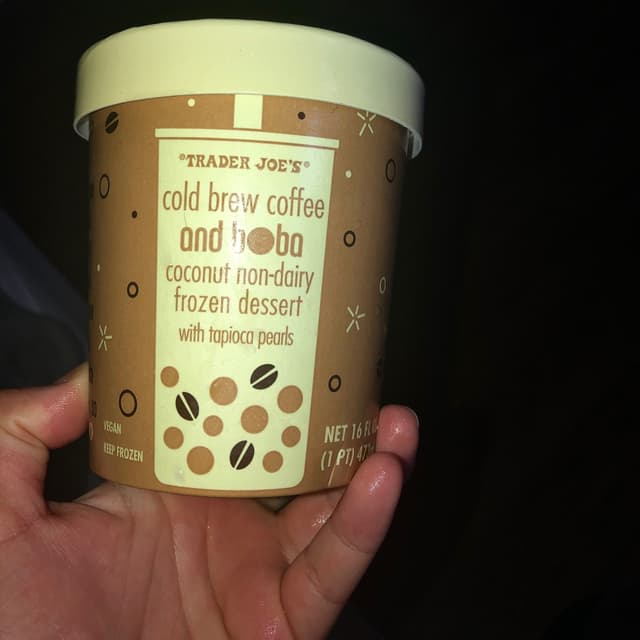 TRADER JOE'S®
cold brew coffee
and boba
coconut non-dairy
frozen dessert
with tapioca pearls
VEGAN
KEEP FROZEN
NET 16 FL
(1 PT)